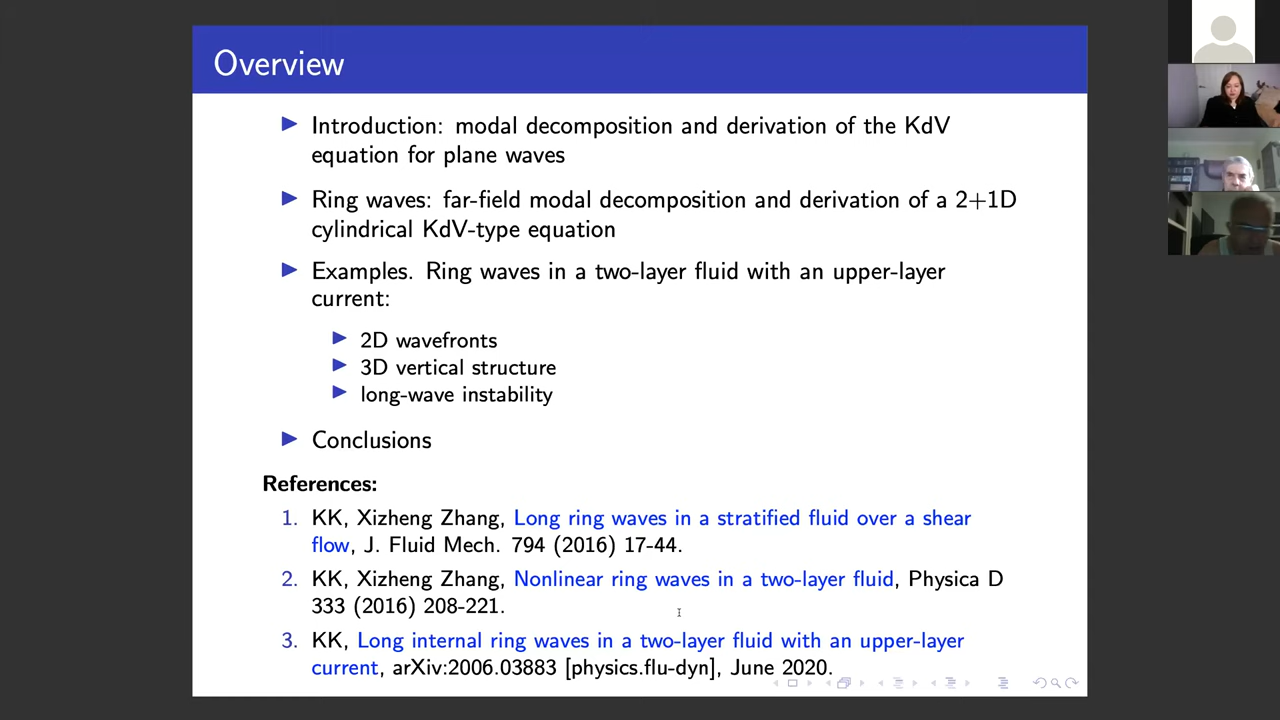 Overview
Introduction: modal decomposition and derivation of the KdV
equation for plane waves
Ring waves: far-field modal decomposition and derivation of a 2+1D
cylindrical KdV-type equation
Examples. Ring waves in a two-layer fluid with an upper-layer
current:
2D wavefronts
3D vertical structure
long-wave instability
Conclusions
References:
1. KK, Xizheng Zhang, Long ring waves in a stratified fluid over a shear
flow, J. Fluid Mech. 794 (2016) 17-44.
2. KK, Xizheng Zhang, Nonlinear ring waves in a two-layer fluid, Physica D
333 (2016) 208-221.
3. KK, Long internal ring waves in a two-layer fluid with an upper-layer
current, arXiv:2006.03883 [physics.flu-dyn], June 2020.